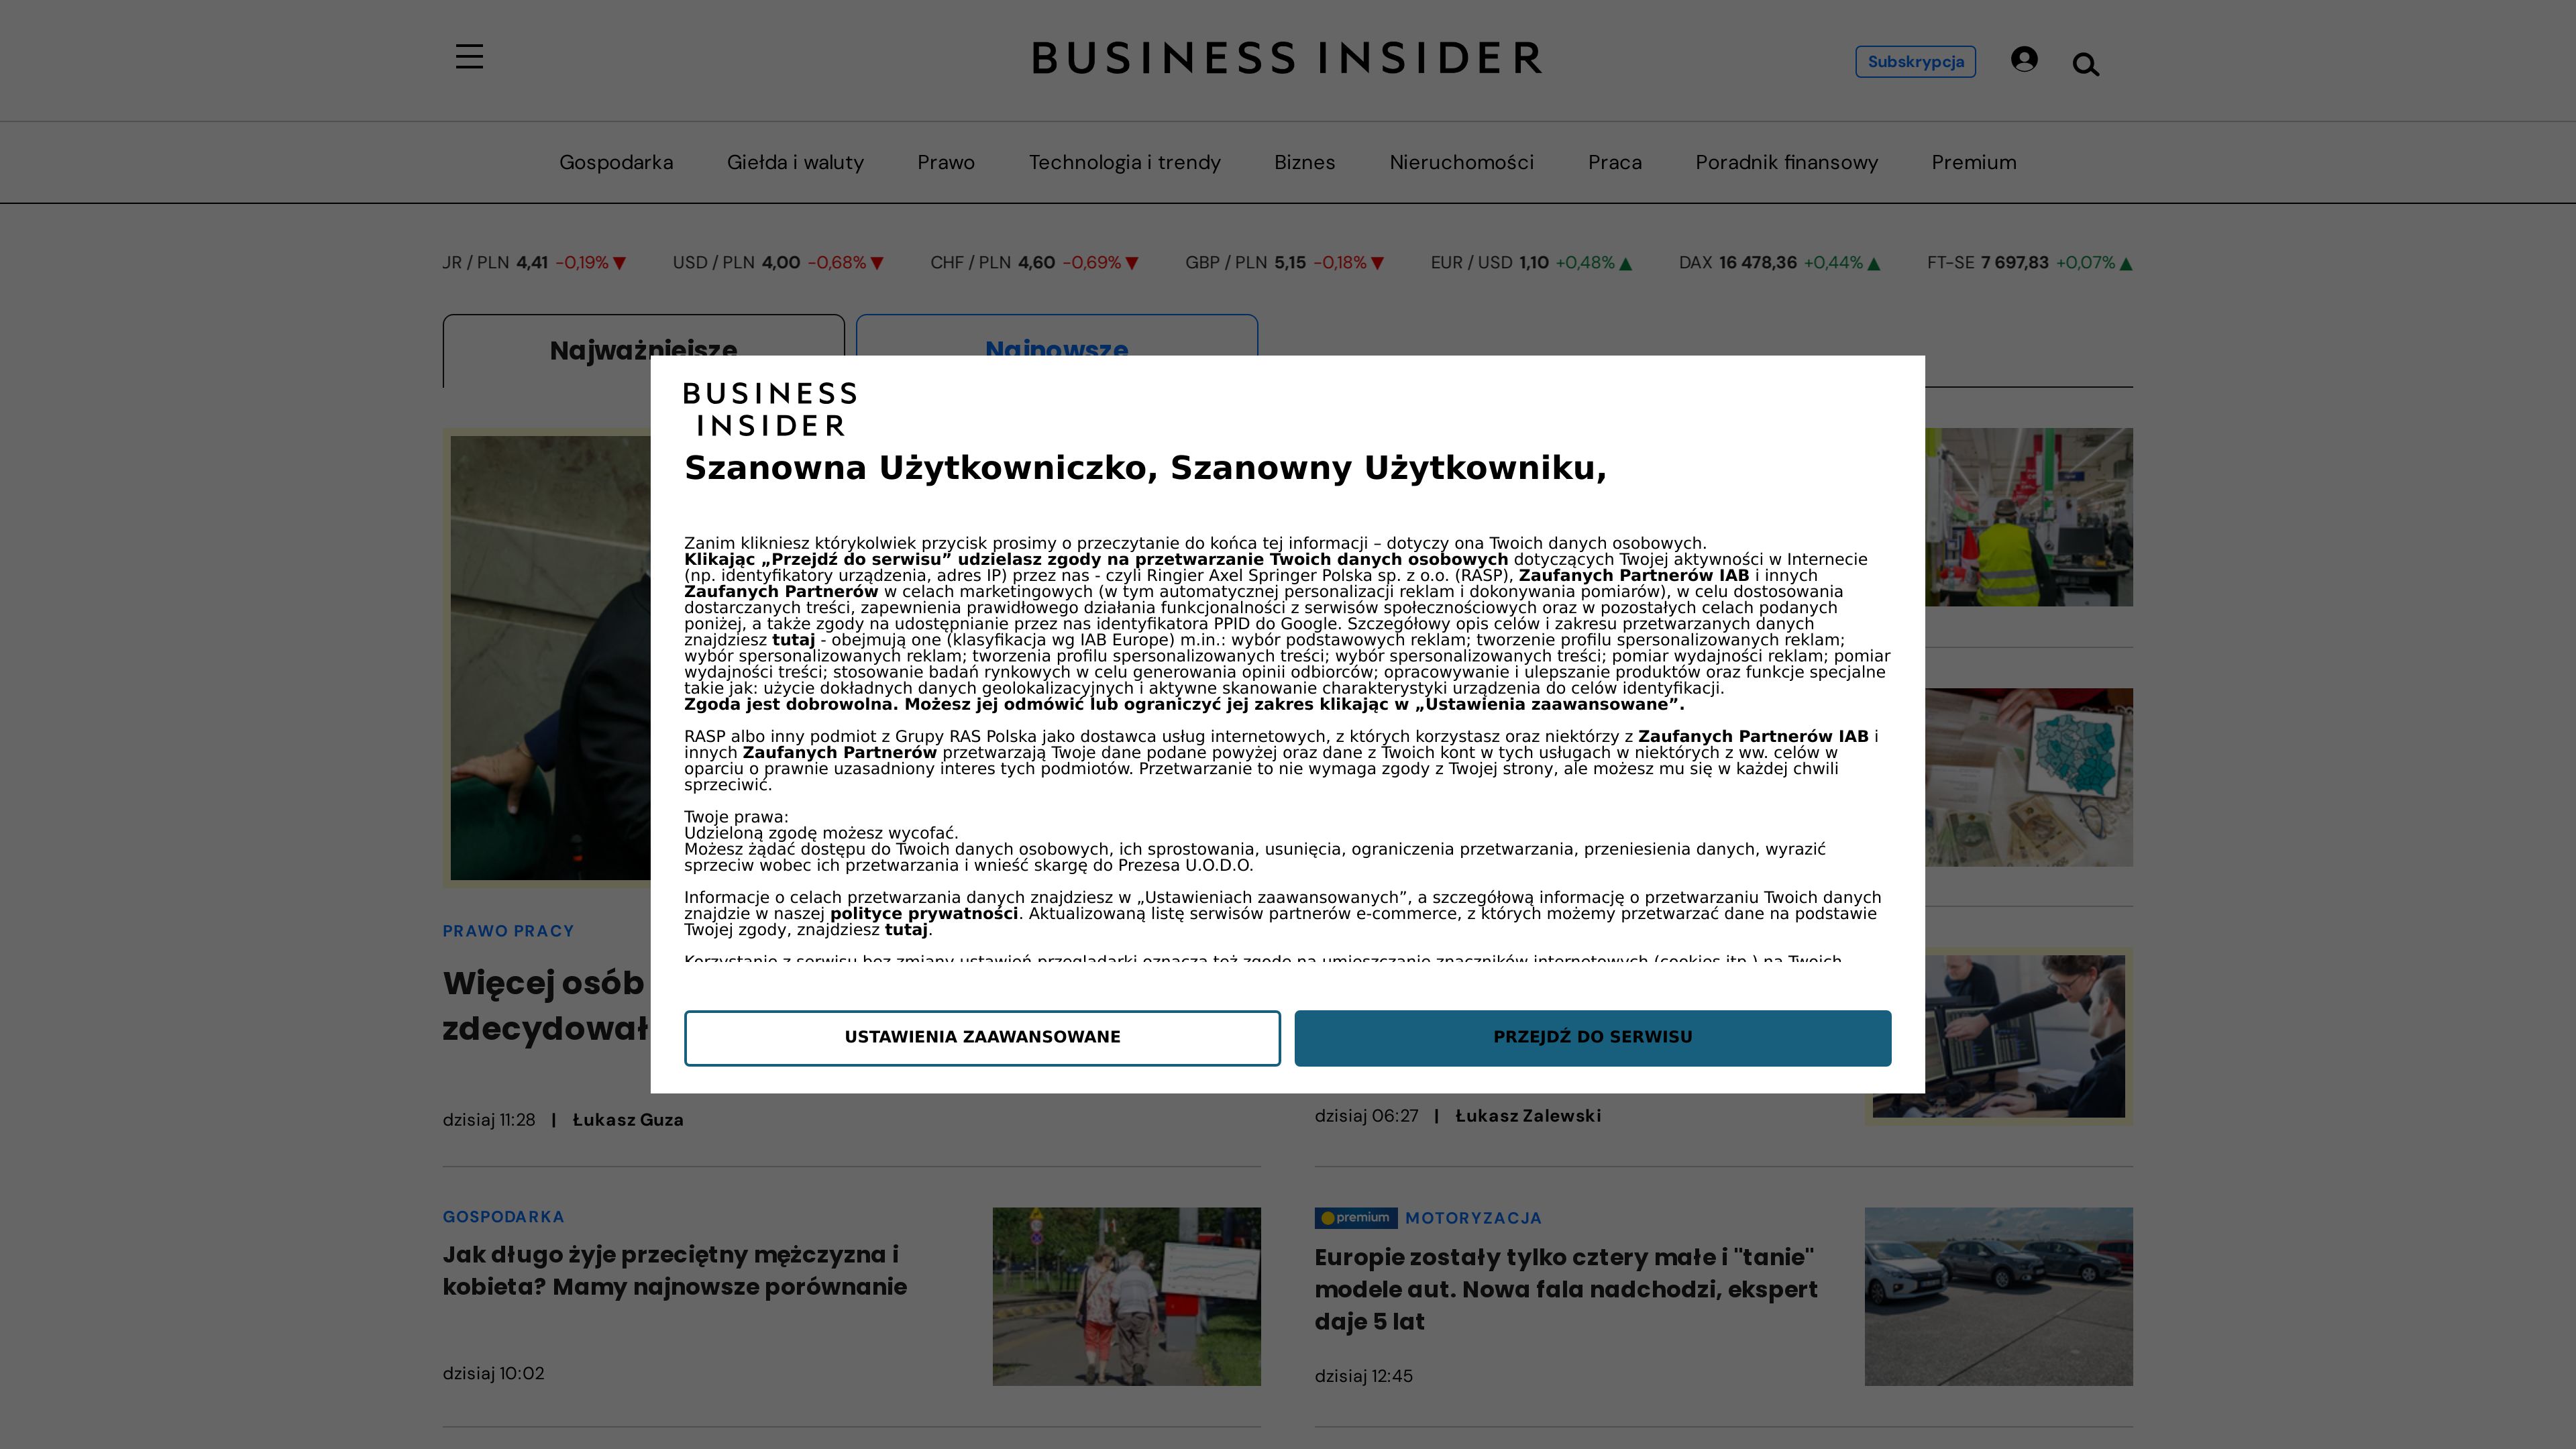 BUSINESS INSIDER
Subskrypcja
Gospodarka Giełda i waluty Prawo Technologia i trendy Biznes Nieruchomości Praca Poradnik finansowy Premium
JR / PLN 4,41 -0,19% ▼ USD / PLN 4,00 -0,68% ▼ CHF / PLN 4,60 -0,69% ▼ GBP / PLN 5,15 -0,18% ▼ EUR / USD 1,10 +0,48% ▲ DAX 16 478,36 +0,44% ▲ FT-SE 7 697,83 +0,07% ▲
Najważniejsze Najnowsze
BUSINESS
INSIDER
Szanowna Użytkowniczko, Szanowny Użytkowniku,
Zanim klikniesz którykolwiek przycisk prosimy o przeczytanie do końca tej informacji – dotyczy ona Twoich danych osobowych.
Klikając „Przejdź do serwisu” udzielasz zgody na przetwarzanie Twoich danych osobowych dotyczących Twojej aktywności w Internecie
(np. identyfikatory urządzenia, adres IP) przez nas - czyli Ringier Axel Springer Polska sp. z o.o. (RASP), Zaufanych Partnerów IAB i innych
Zaufanych Partnerów w celach marketingowych (w tym automatycznej personalizacji reklam i dokonywania pomiarów), w celu dostosowania
dostarczanych treści, zapewnienia prawidłowego działania funkcjonalności z serwisów społecznościowych oraz w pozostałych celach podanych
poniżej, a także zgody na udostępnianie przez nas identyfikatora PPID do Google. Szczegółowy opis celów i zakresu przetwarzanych danych
znajdziesz tutaj - obejmują one (klasyfikacja wg IAB Europe) m.in.: wybór podstawowych reklam; tworzenie profilu spersonalizowanych reklam;
wybór spersonalizowanych reklam; tworzenia profilu spersonalizowanych treści; wybór spersonalizowanych treści; pomiar wydajności reklam; pomiar
wydajności treści; stosowanie badań rynkowych w celu generowania opinii odbiorców; opracowywanie i ulepszanie produktów oraz funkcje specjalne
takie jak: użycie dokładnych danych geolokalizacyjnych i aktywne skanowanie charakterystyki urządzenia do celów identyfikacji.
Zgoda jest dobrowolna. Możesz jej odmówić lub ograniczyć jej zakres klikając w „Ustawienia zaawansowane”.
RASP albo inny podmiot z Grupy RAS Polska jako dostawca usług internetowych, z których korzystasz oraz niektórzy z Zaufanych Partnerów IAB i
innych Zaufanych Partnerów przetwarzają Twoje dane podane powyżej oraz dane z Twoich kont w tych usługach w niektórych z ww. celów w
oparciu o prawnie uzasadniony interes tych podmiotów. Przetwarzanie to nie wymaga zgody z Twojej strony, ale możesz mu się w każdej chwili
sprzeciwić.
Twoje prawa:
Udzieloną zgodę możesz wycofać.
Możesz żądać dostępu do Twoich danych osobowych, ich sprostowania, usunięcia, ograniczenia przetwarzania, przeniesienia danych, wyrazić
sprzeciw wobec ich przetwarzania i wnieść skargę do Prezesa U.O.D.O.
Informacje o celach przetwarzania danych znajdziesz w „Ustawieniach zaawansowanych”, a szczegółową informację o przetwarzaniu Twoich danych
znajdzie w naszej polityce prywatności. Aktualizowaną listę serwisów partnerów e-commerce, z których możemy przetwarzać dane na podstawie
Twojej zgody, znajdziesz tutaj.
Korzystanie z serwisu bez zmiany ustawień przeglądarki oznacza też zgodę na umieszczanie znaczników internetowych (cookies itp.) na Twoich
USTAWIENIA ZAAWANSOWANE PRZEJDŹ DO SERWISU
PRAWO PRACY
Więcej osób
zdecydował
dzisiaj 11:28 | Łukasz Guza
dzisiaj 06:27 | Łukasz Zalewski
GOSPODARKA
Jak długo żyje przeciętny mężczyzna i
kobieta? Mamy najnowsze porównanie
dzisiaj 10:02
premium MOTORYZACJA
Europie zostały tylko cztery małe i "tanie"
modele aut. Nowa fala nadchodzi, ekspert
daje 5 lat
dzisiaj 12:45